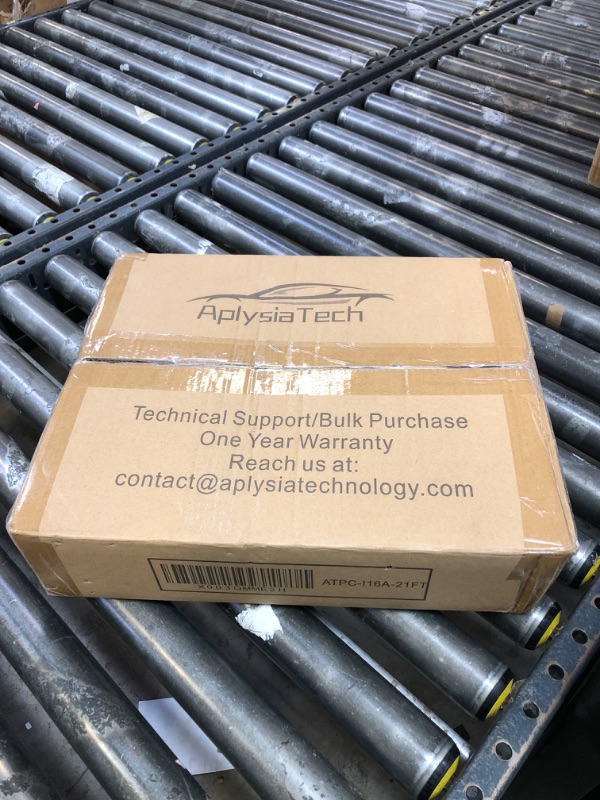 AplysiaTech
Technical Support/Bulk Purchase
One Year Warranty
Reach us at:
contact@aplysiatechnology.com
ATPC-I16A-21FT